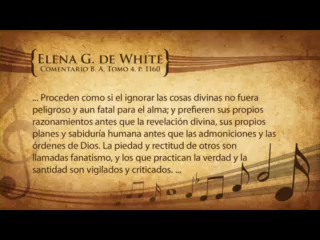 {ELENA G. DE WHITE}
COMENTARIO B. A. TOMO 4, P. 1160
... Proceden como si el ignorar las cosas divinas no fuera
peligroso y aun fatal para el alma; y prefieren sus propios
razonamientos antes que la revelación divina, sus propios
planes y sabiduría humana antes que las admoniciones y las
órdenes de Dios. La piedad y rectitud de otros son
llamadas fanatismo, y los que practican la verdad y la
santidad son vigilados y criticados. ...